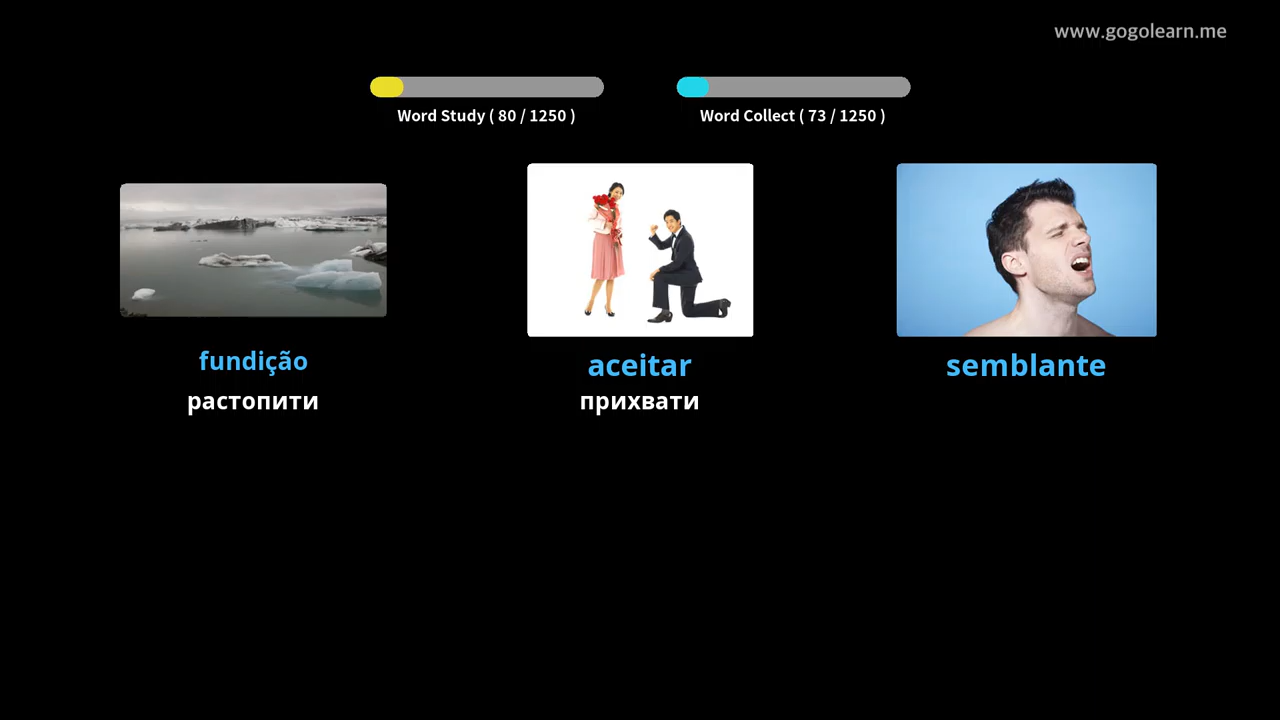 www.gogolearn.me
Word Study ( 80 / 1250 )
Word Collect ( 73 / 1250 )
fundição
aceitar
semblante
растопити
прихвати